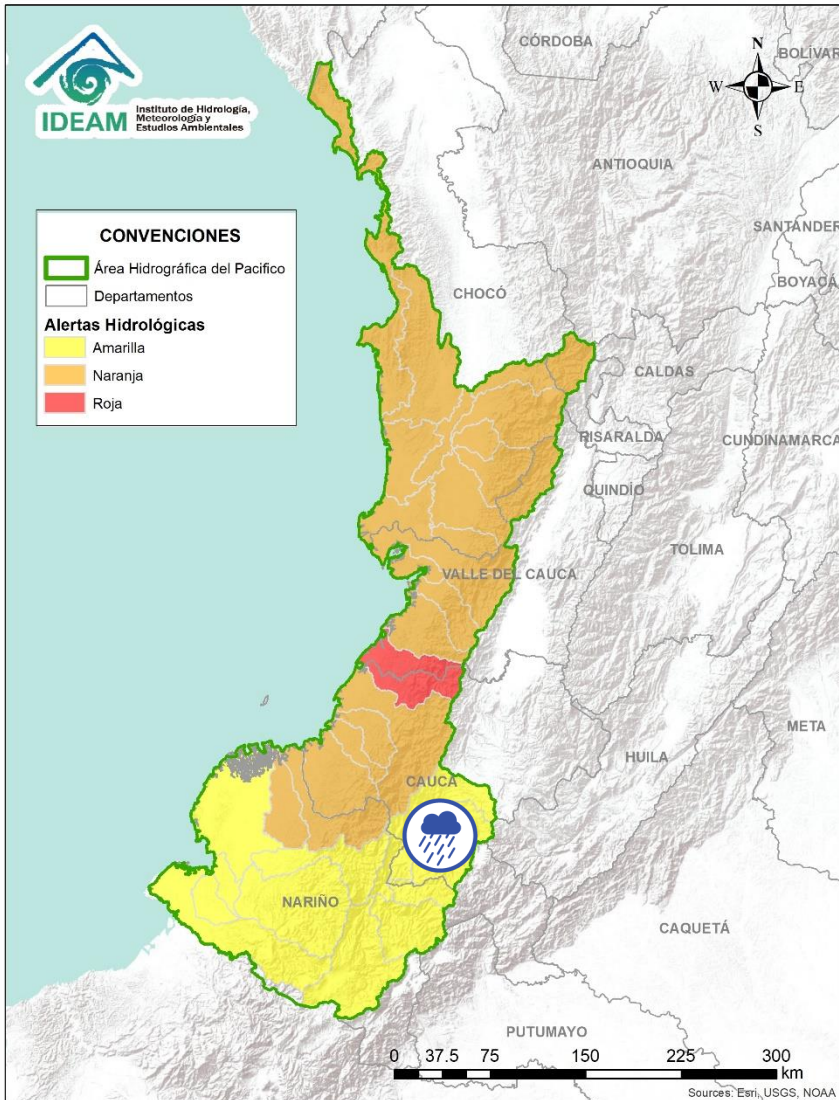 IDEAM
Instituto de Hidrología,
Meteorología y
Estudios Ambientales
N
W E
S
CÓRDOBA
BOLÍVAR
ANTIOQUIA
SANTANDER
BOYACÁ
CHOCÓ
CONVENCIONES
Área Hidrográfica del Pacifico
Departamentos
Alertas Hidrológicas
Amarilla
Naranja
Roja
CALDAS
RISARALDA
CUNDINAMARCA
QUINDÍO
TOLIMA
VALLE DEL CAUCA
META
HUILA
CAUCA
NARIÑO
CAQUETÁ
PUTUMAYO
0 37.5 75 150 225 300
km
Sources: Esri, USGS, NOAA